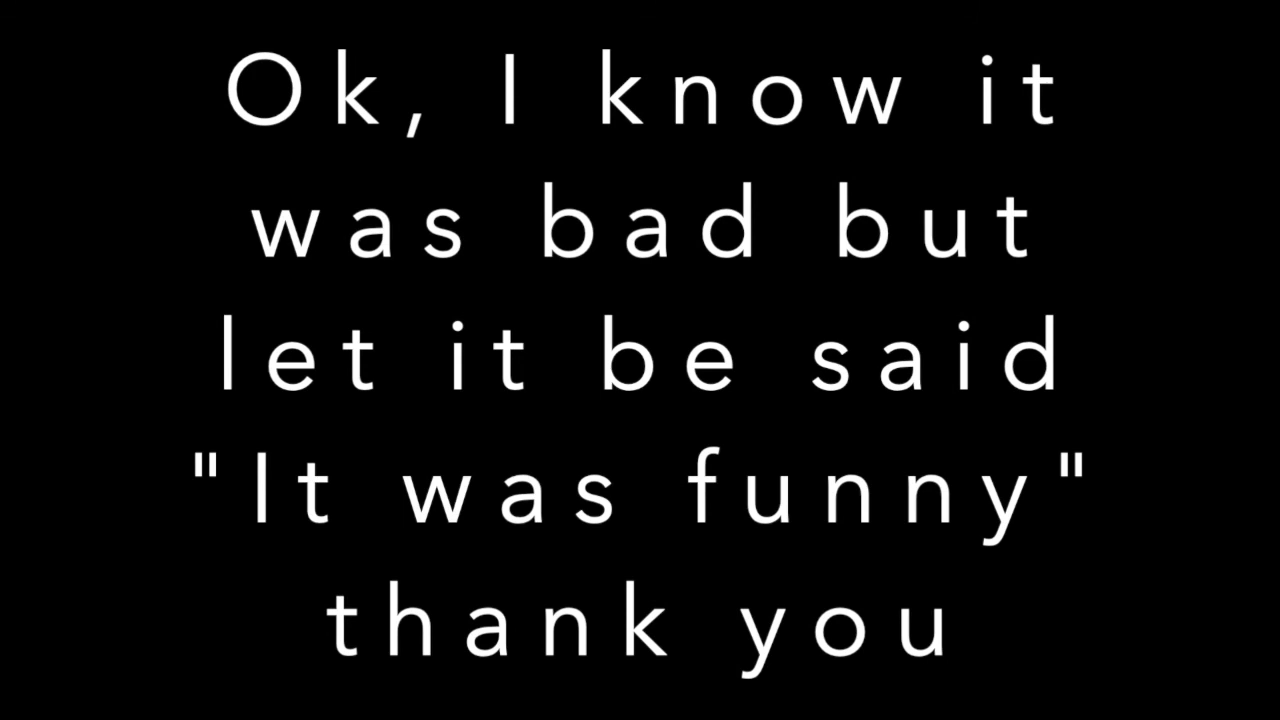 Ok, I know it
was bad but
let it be said
"It was funny"
thank you